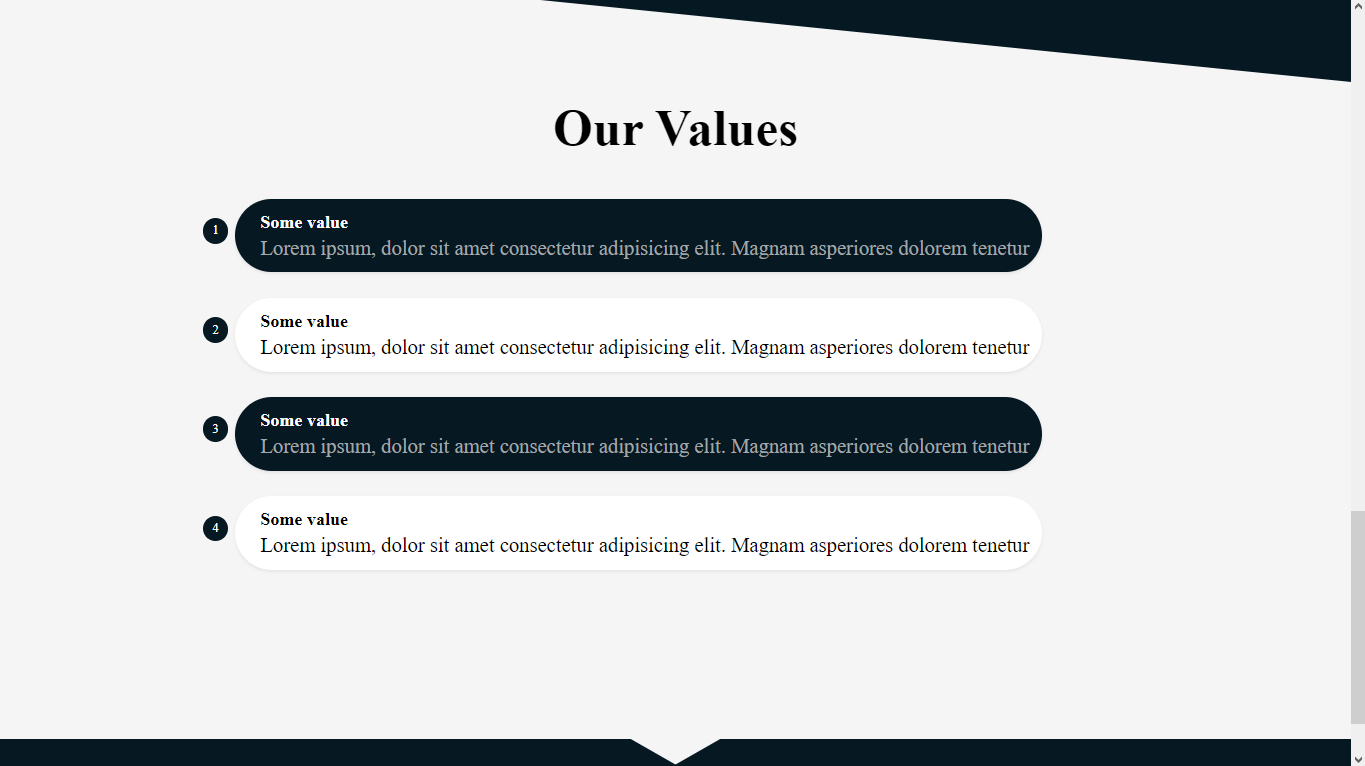 Our Values
1
Some value
Lorem ipsum, dolor sit amet consectetur adipisicing elit. Magnam asperiores dolorem tenetur
2
Some value
Lorem ipsum, dolor sit amet consectetur adipisicing elit. Magnam asperiores dolorem tenetur
3
Some value
Lorem ipsum, dolor sit amet consectetur adipisicing elit. Magnam asperiores dolorem tenetur
4
Some value
Lorem ipsum, dolor sit amet consectetur adipisicing elit. Magnam asperiores dolorem tenetur